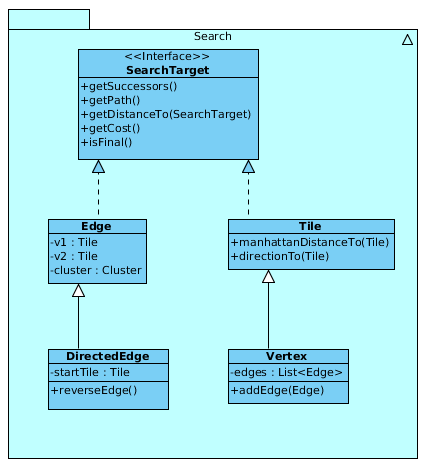 Search
<<Interface>>
SearchTarget
+getSuccessors()
+getPath()
+getDistanceTo(SearchTarget)
+getCost()
+isFinal()
Edge
-v1 : Tile
-v2 : Tile
-cluster : Cluster
Tile
+manhattanDistanceTo(Tile)
+directionTo(Tile)
DirectedEdge
-startTile : Tile
+reverseEdge()
Vertex
-edges : List<Edge>
+addEdge(Edge)